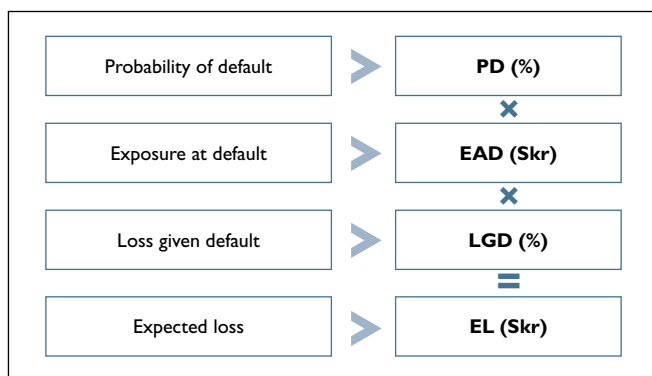 Probability of default
PD (%)
×
Exposure at default
EAD (Skr)
×
Loss given default
LGD (%)
=
Expected loss
EL (Skr)